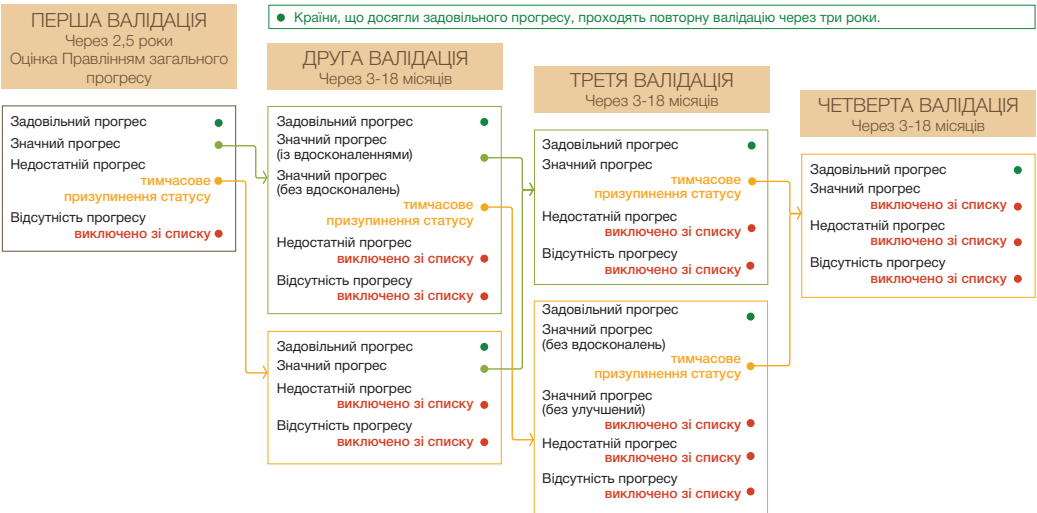 ПЕРША ВАЛІДАЦІЯ
Через 2,5 роки
Оцінка Правлінням загального
прогресу
Країни, що досягли задовільного прогресу, проходять повторну валідацію через три роки.
Задовільний прогрес
Значний прогрес
Недостатній прогрес
тимчасове
призупинення статусу
Відсутність прогресу
виключено зі списку
ДРУГА ВАЛІДАЦІЯ
Через 3-18 місяців
Задовільний прогрес
Значний прогрес
(із вдосконаленнями)
Значний прогрес
(без вдосконалень)
тимчасове
призупинення статусу
Недостатній прогрес
виключено зі списку
Відсутність прогресу
виключено зі списку
Задовільний прогрес
Значний прогрес
Недостатній прогрес
виключено зі списку
Відсутність прогресу
виключено зі списку
ТРЕТЯ ВАЛІДАЦІЯ
Через 3-18 місяців
Задовільний прогрес
Значний прогрес
тимчасове
призупинення статусу
Недостатній прогрес
виключено зі списку
Відсутність прогресу
виключено зі списку
Задовільний прогрес
Значний прогрес
(без вдосконалень)
тимчасове
призупинення статусу
Значний прогрес
(без улучшений)
виключено зі списку
Недостатній прогрес
виключено зі списку
Відсутність прогресу
виключено зі списку
ЧЕТВЕРТА ВАЛІДАЦІЯ
Через 3-18 місяців
Задовільний прогрес
Значний прогрес
виключено зі списку
Недостатній прогрес
виключено зі списку
Відсутність прогресу
виключено зі списку